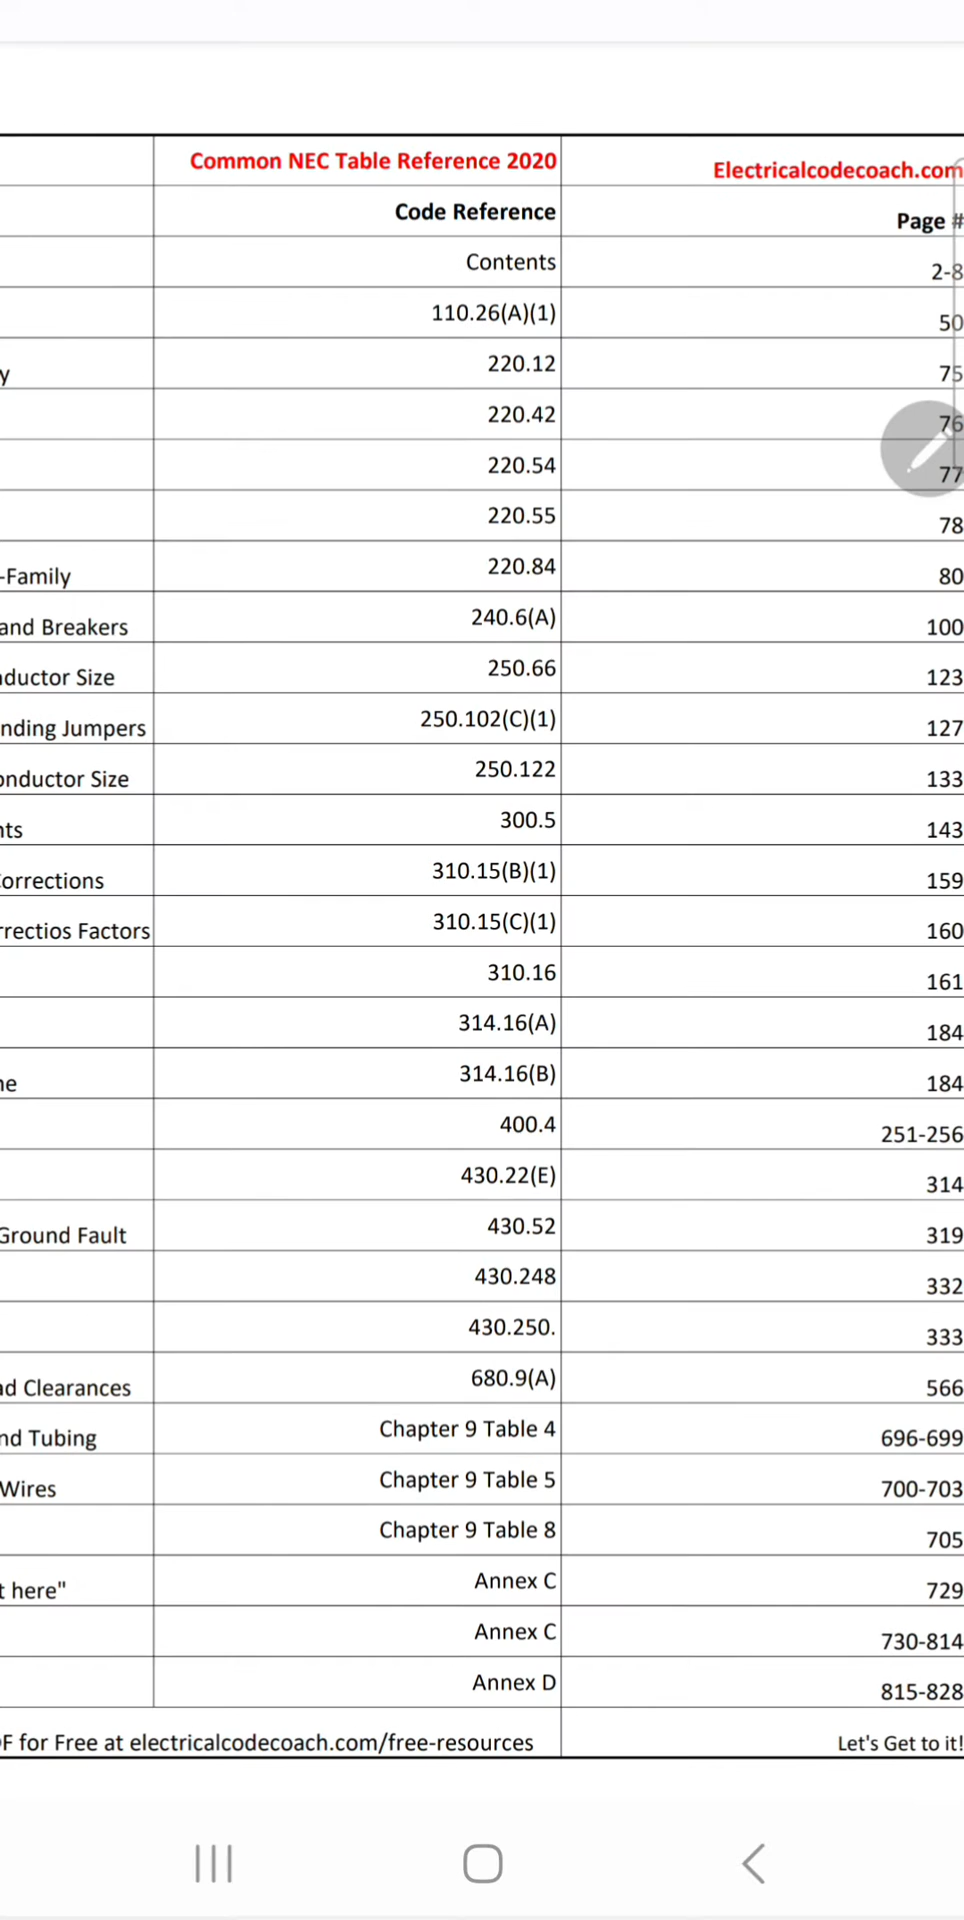 Common NEC Table Reference 2020 Electricalcodecoach.com
Code Reference Page #
Contents 2-8
110.26(A)(1) 50
y 220.12 75
220.42 76
220.54 77
220.55 78
-Family 220.84 80
and Breakers 240.6(A) 100
ductor Size 250.66 123
nding Jumpers 250.102(C)(1) 127
onductor Size 250.122 133
nts 300.5 143
orrections 310.15(B)(1) 159
rrectios Factors 310.15(C)(1) 160
310.16 161
314.16(A) 184
ne 314.16(B) 184
400.4 251-256
430.22(E) 314
Ground Fault 430.52 319
430.248 332
430.250. 333
ad Clearances 680.9(A) 566
nd Tubing Chapter 9 Table 4 696-699
Wires Chapter 9 Table 5 700-703
Chapter 9 Table 8 705
t here" Annex C 729
Annex C 730-814
Annex D 815-828
F for Free at electricalcodecoach.com/free-resources Let's Get to it!